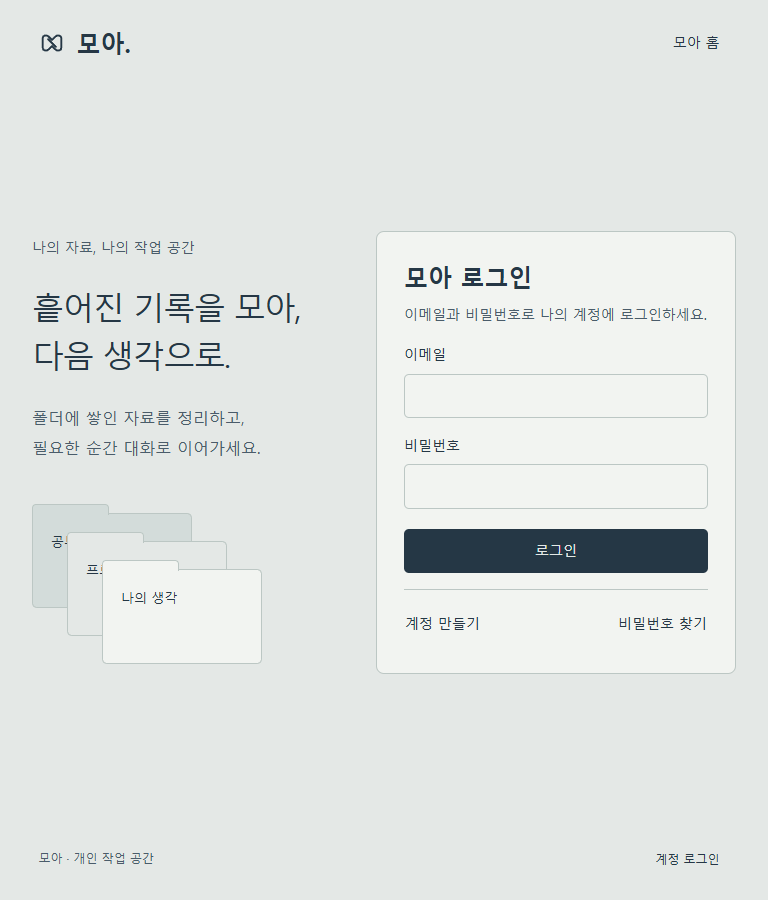 모아.
모아 홈
나의 자료, 나의 작업 공간
흩어진 기록을 모아,
다음 생각으로.
폴더에 쌓인 자료를 정리하고,
필요한 순간 대화로 이어가세요.
나의 생각
모아 로그인
이메일과 비밀번호로 나의 계정에 로그인하세요.
이메일
비밀번호
로그인
계정 만들기
비밀번호 찾기
모아 · 개인 작업 공간
계정 로그인